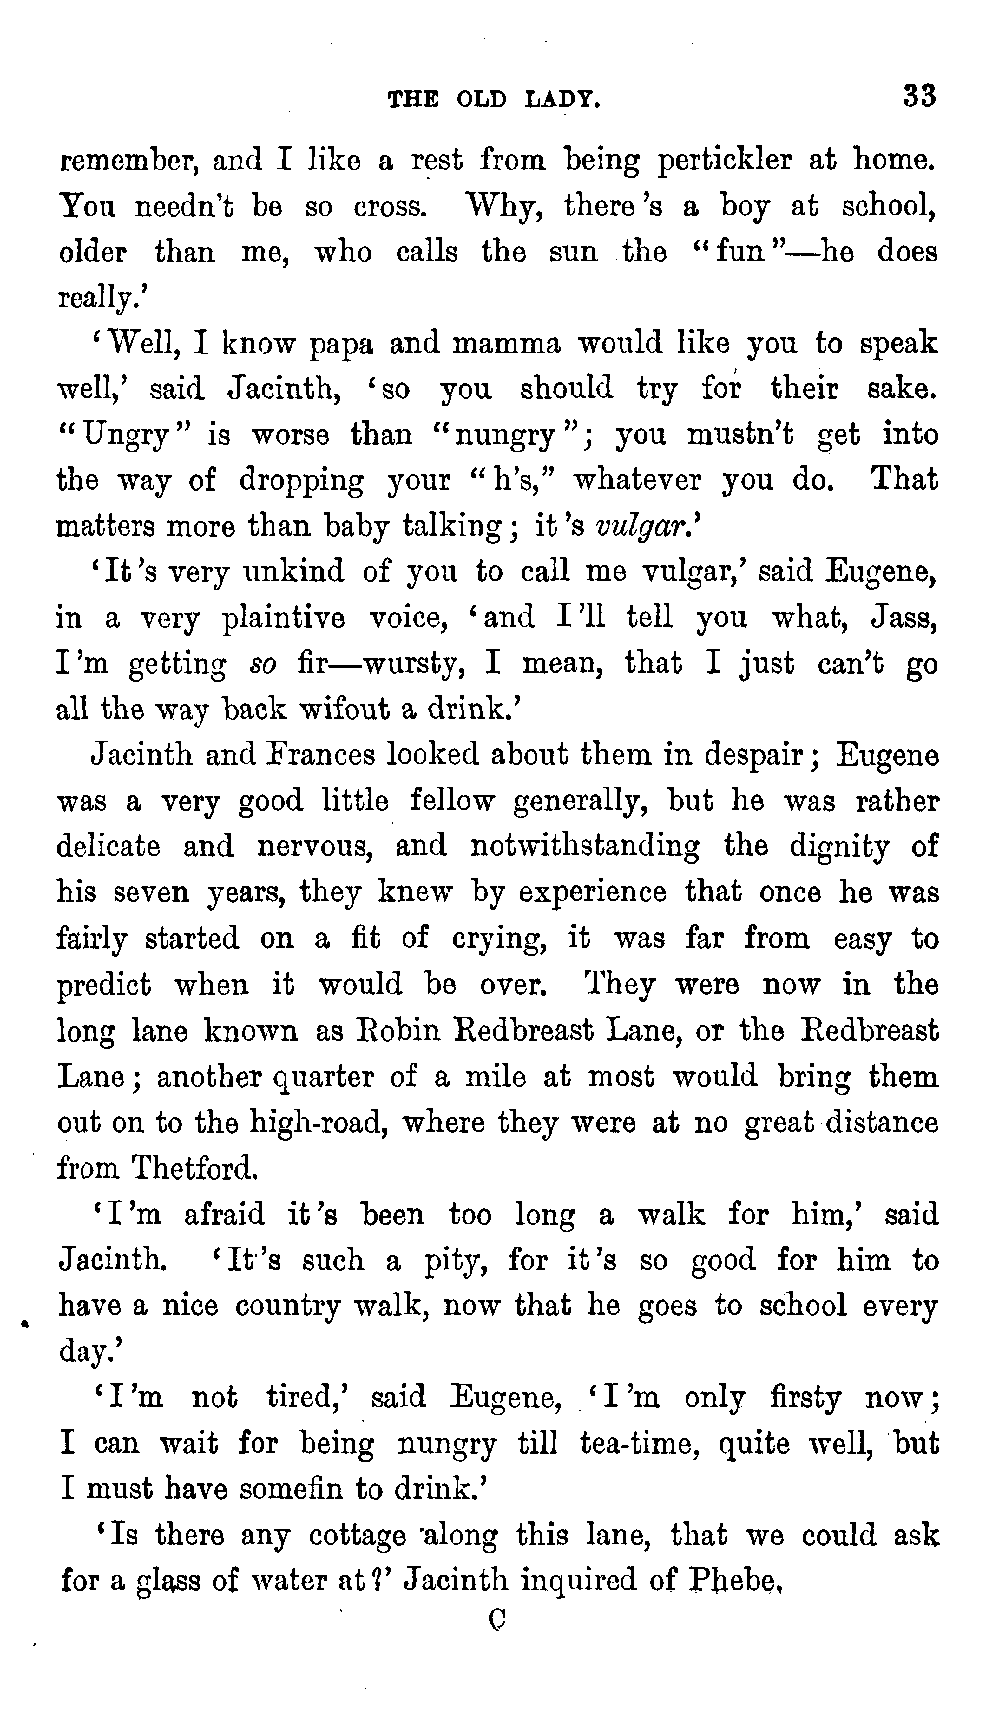 THE OLD LADY. 33
remember, and I like a rest from being pertickler at home.
You needn't be so cross. Why, there's a boy at school,
older than me, who calls the sun the “fun”—he does
really.’
‘Well, I know papa and mamma would like you to speak
well,’ said Jacinth, ‘so you should try for their sake.
“Ungry” is worse than “nungry”; you mustn't get into
the way of dropping your “h's,” whatever you do. That
matters more than baby talking; it's vulgar.’
‘It's very unkind of you to call me vulgar,’ said Eugene,
in a very plaintive voice, ‘and I'll tell you what, Jass,
I'm getting so fir—wursty, I mean, that I just can't go
all the way back wifout a drink.’
Jacinth and Frances looked about them in despair; Eugene
was a very good little fellow generally, but he was rather
delicate and nervous, and notwithstanding the dignity of
his seven years, they knew by experience that once he was
fairly started on a fit of crying, it was far from easy to
predict when it would be over. They were now in the
long lane known as Robin Redbreast Lane, or the Redbreast
Lane; another quarter of a mile at most would bring them
out on to the high-road, where they were at no great distance
from Thetford.
‘I'm afraid it's been too long a walk for him,’ said
Jacinth. ‘It's such a pity, for it's so good for him to
have a nice country walk, now that he goes to school every
day.’
‘I'm not tired,’ said Eugene, ‘I'm only firsty now;
I can wait for being nungry till tea-time, quite well, but
I must have somefin to drink.’
‘Is there any cottage along this lane, that we could ask
for a glass of water at?’ Jacinth inquired of Phebe.
C